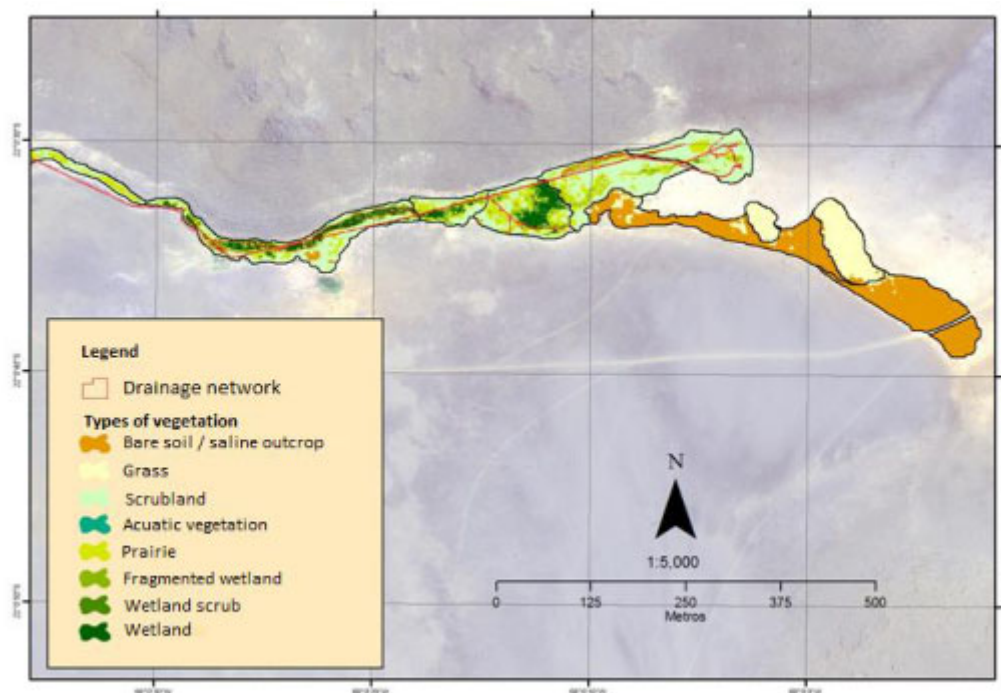 Legend
Drainage network
Types of vegetation
Bare soil / saline outcrop
Grass
Scrubland
Acuatic vegetation
Prairie
Fragmented wetland
Wetland scrub
Wetland
N
1:5,000
0 125 250 375 500
Metros